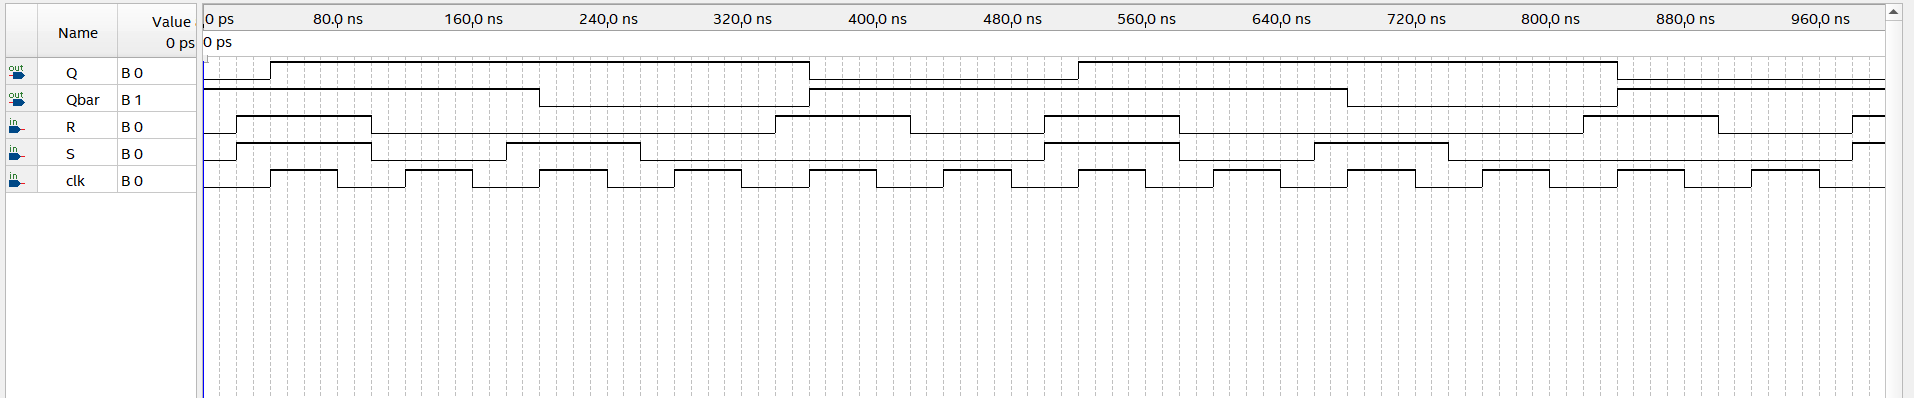 Name Value 0 ps 80,0 ns 160,0 ns 240,0 ns 320,0 ns 400,0 ns 480,0 ns 560,0 ns 640,0 ns 720,0 ns 800,0 ns 880,0 ns 960,0 ns
0 ps 0 ps
out Q B 0
out Qbar B 1
in R B 0
in S B 0
in clk B 0